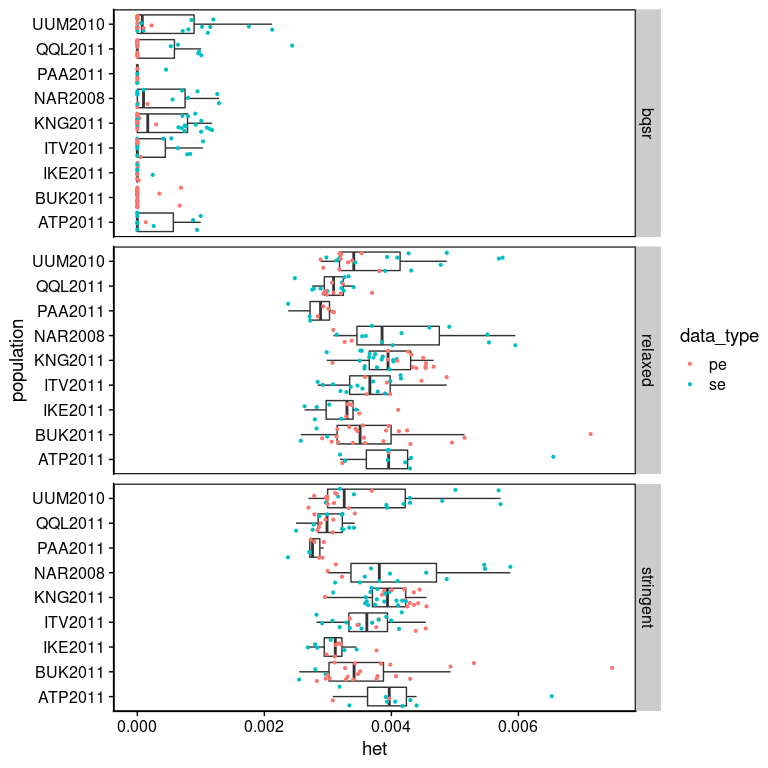 UUM2010
QQL2011
PAA2011
NAR2008
KNG2011
ITV2011
IKE2011
BUK2011
ATP2011
bqsr
UUM2010
QQL2011
PAA2011
NAR2008
KNG2011
ITV2011
IKE2011
BUK2011
ATP2011
relaxed
UUM2010
QQL2011
PAA2011
NAR2008
KNG2011
ITV2011
IKE2011
BUK2011
ATP2011
stringent
population
0.000 0.002 0.004 0.006
het
data_type
pe
se